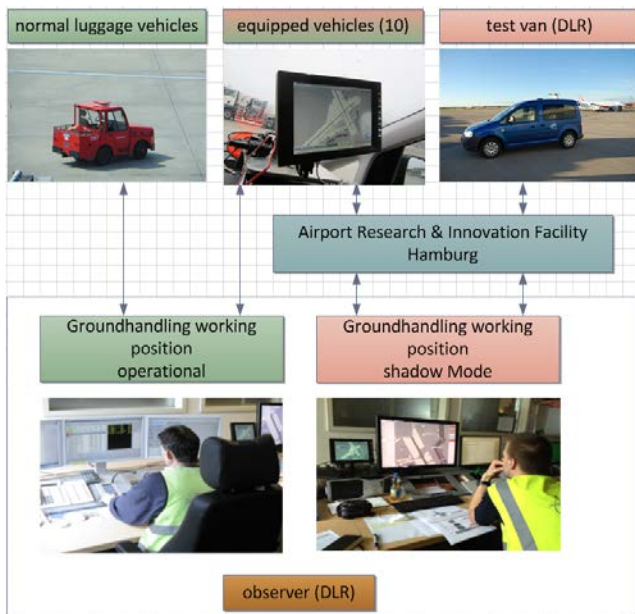 normal luggage vehicles
equipped vehicles (10)
test van (DLR)
Airport Research & Innovation Facility
Hamburg
Groundhandling working
position
operational
Groundhandling working
position
shadow Mode
observer (DLR)